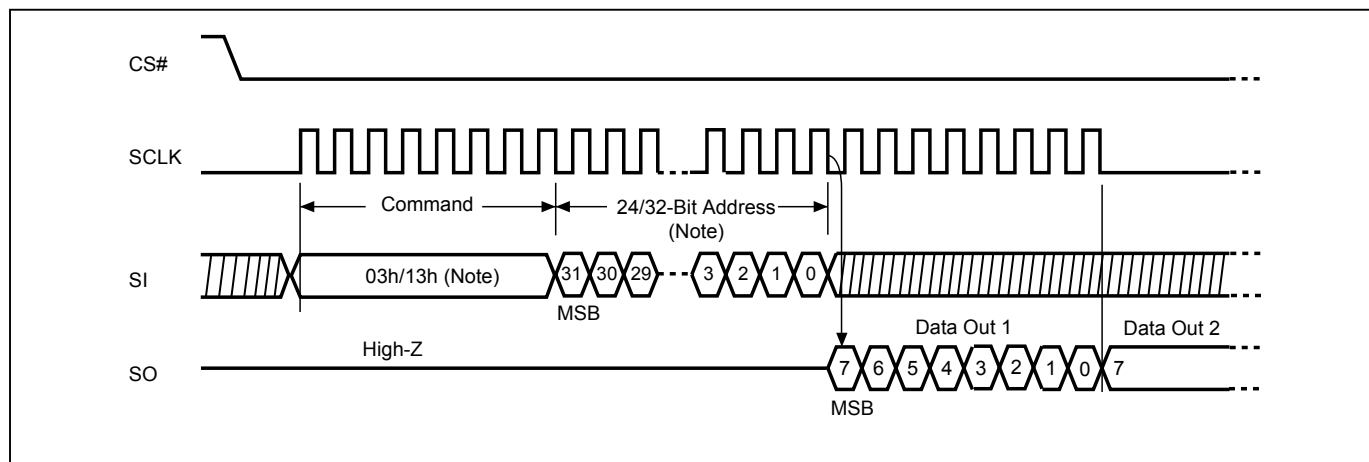 CS#
SCLK
Command
24/32-Bit Address
(Note)
SI
03h/13h (Note)
31 30 29 3 2 1 0
MSB
Data Out 1
Data Out 2
High-Z
SO
7 6 5 4 3 2 1 0 7
MSB